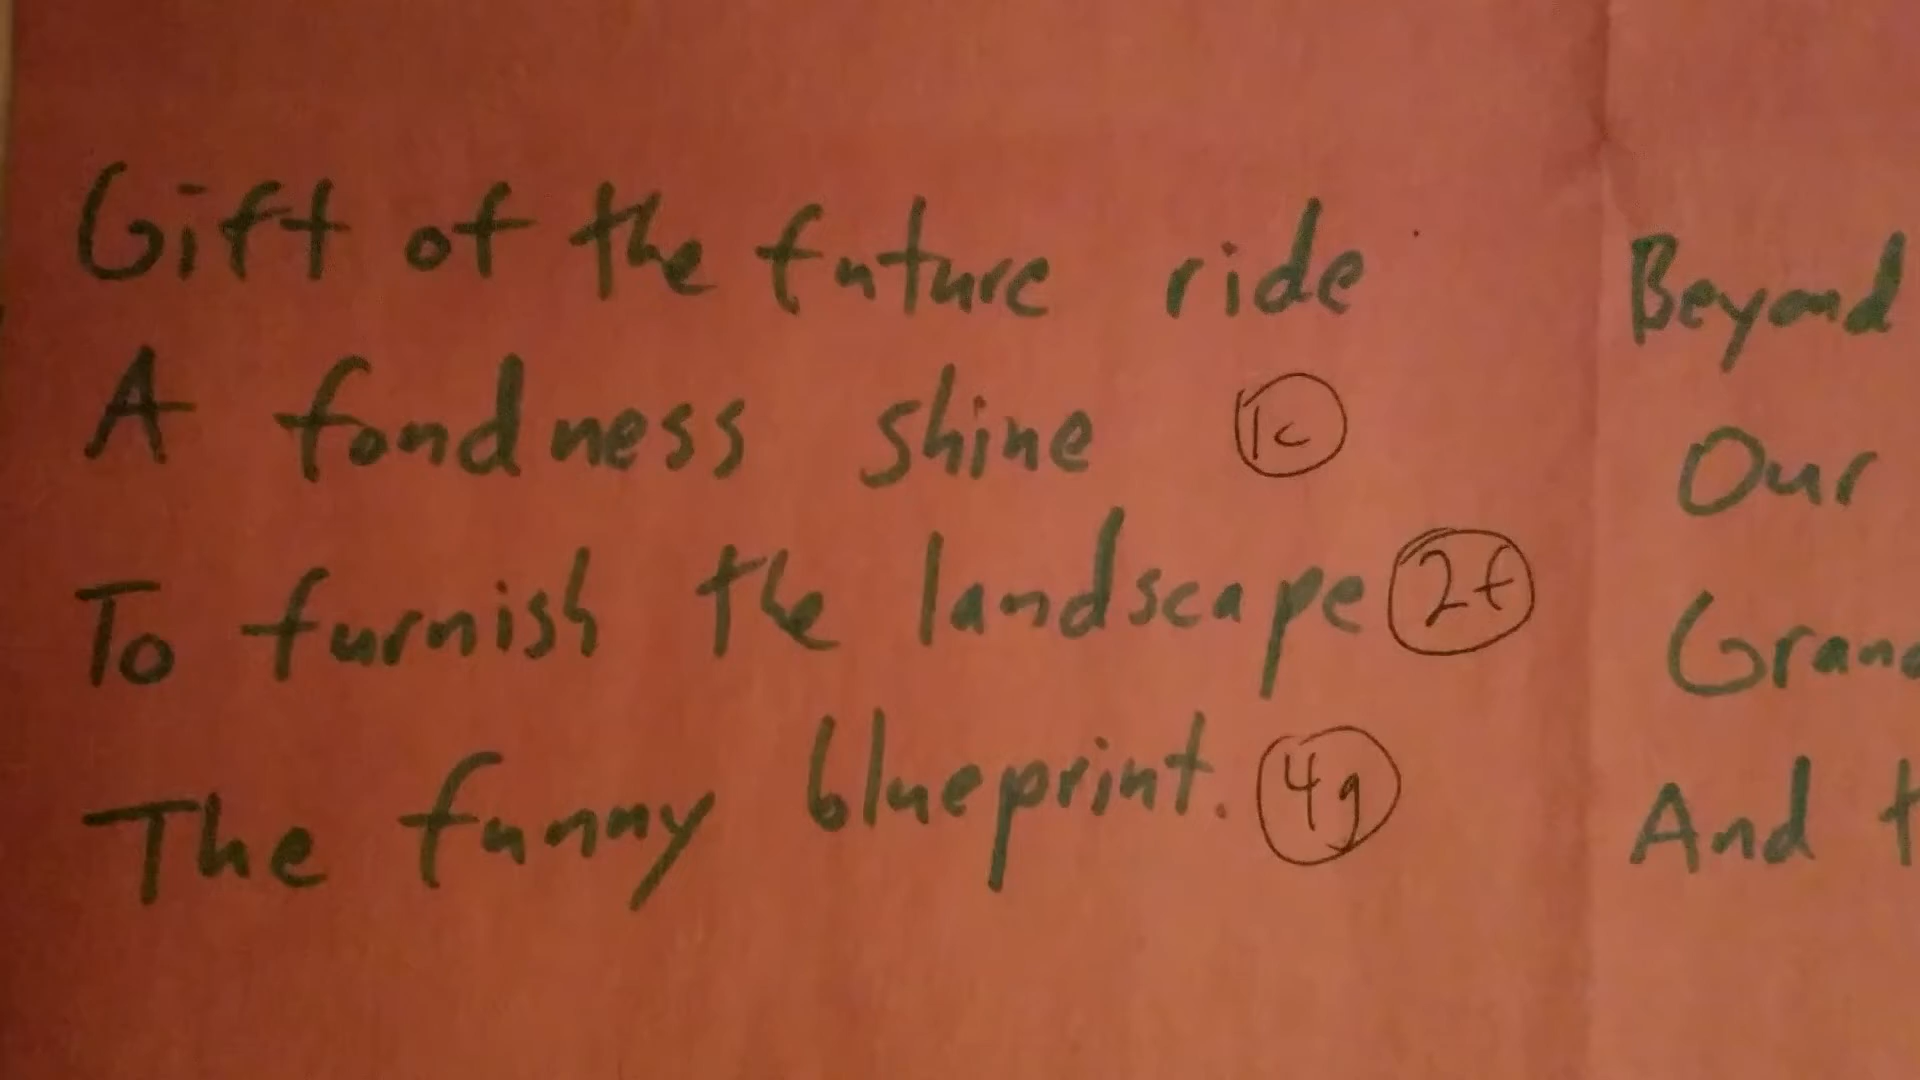 Gift of the future ride
A fondness shine 1c
To furnish the landscape 2f
The funny blueprint. 4g
Beyond
Our
And